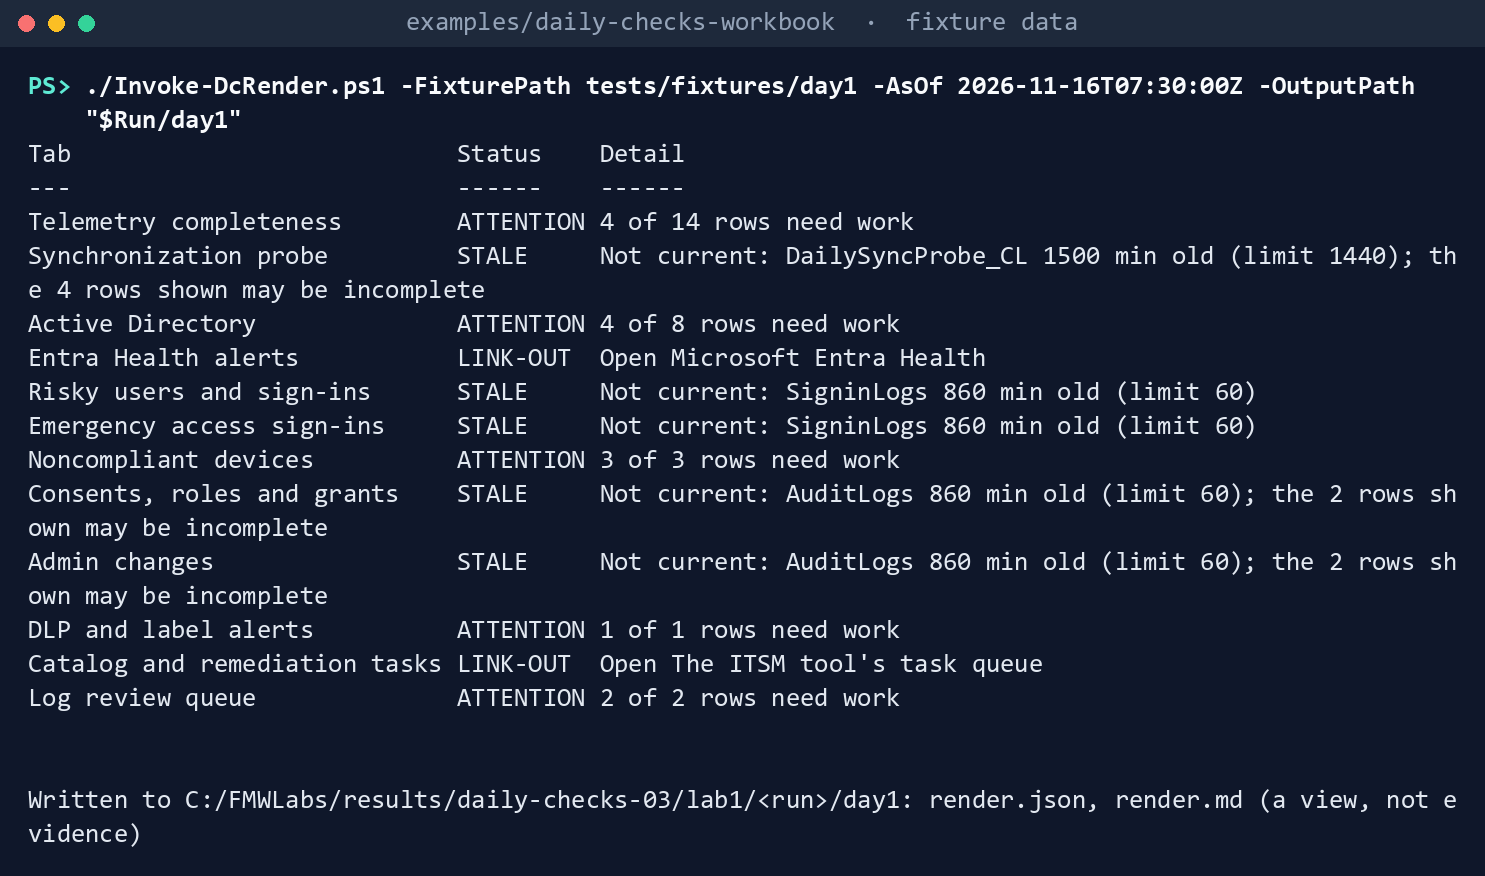 examples/daily-checks-workbook · fixture data
PS> ./Invoke-DcRender.ps1 -FixturePath tests/fixtures/day1 -AsOf 2026-11-16T07:30:00Z -OutputPath
"$Run/day1"
Tab Status Detail
--- ------ ------
Telemetry completeness ATTENTION 4 of 14 rows need work
Synchronization probe STALE Not current: DailySyncProbe_CL 1500 min old (limit 1440); th
e 4 rows shown may be incomplete
Active Directory ATTENTION 4 of 8 rows need work
Entra Health alerts LINK-OUT Open Microsoft Entra Health
Risky users and sign-ins STALE Not current: SigninLogs 860 min old (limit 60)
Emergency access sign-ins STALE Not current: SigninLogs 860 min old (limit 60)
Noncompliant devices ATTENTION 3 of 3 rows need work
Consents, roles and grants STALE Not current: AuditLogs 860 min old (limit 60); the 2 rows sh
own may be incomplete
Admin changes STALE Not current: AuditLogs 860 min old (limit 60); the 2 rows sh
own may be incomplete
DLP and label alerts ATTENTION 1 of 1 rows need work
Catalog and remediation tasks LINK-OUT Open The ITSM tool's task queue
Log review queue ATTENTION 2 of 2 rows need work
Written to C:/FMWLabs/results/daily-checks-03/lab1/<run>/day1: render.json, render.md (a view, not e
vidence)